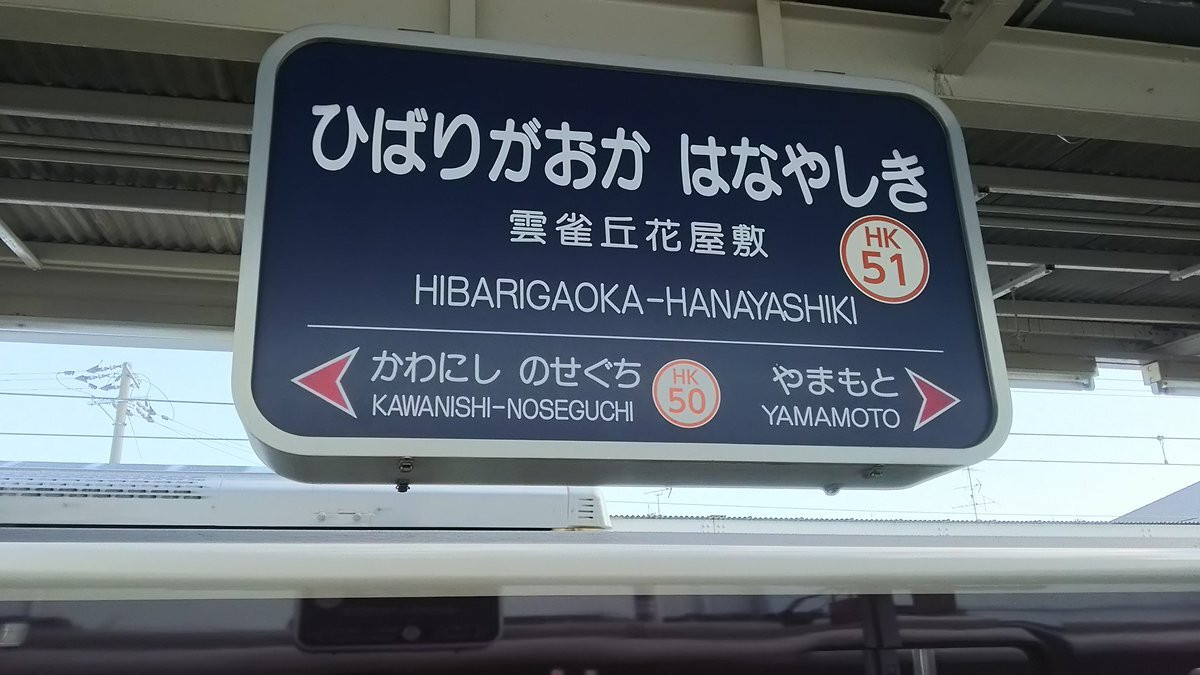 ひばりがおか はなやしき
雲雀丘花屋敷
HK
51
HIBARIGAOKA-HANAYASHIKI
かわにし のせぐち
KAWANISHI-NOSEGUCHI
HK
50
やまもと
YAMAMOTO